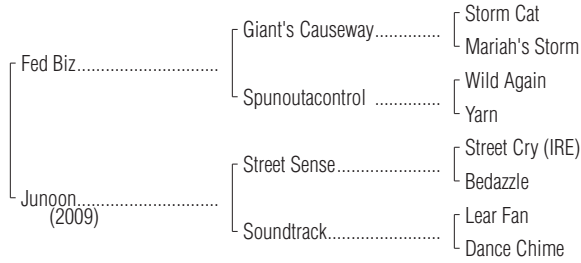 Storm Cat
Giant's Causeway..............
Mariah's Storm
Fed Biz..............................
Wild Again
Spunoutacontrol ..............
Yarn
Street Cry (IRE)
Street Sense......................
Bedazzle
Junoon..............................
(2009)
Lear Fan
Soundtrack........................
Dance Chime